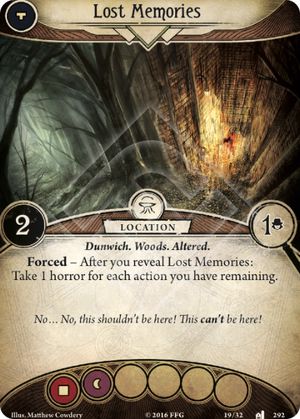 Lost Memories
2
LOCATION
1
Dunwich. Woods. Altered.
Forced – After you reveal Lost Memories:
Take 1 horror for each action you have remaining.
No… No, this shouldn't be here! This can't be here!
Illus. Matthew Cowdery © 2016 FFG 19/32 292